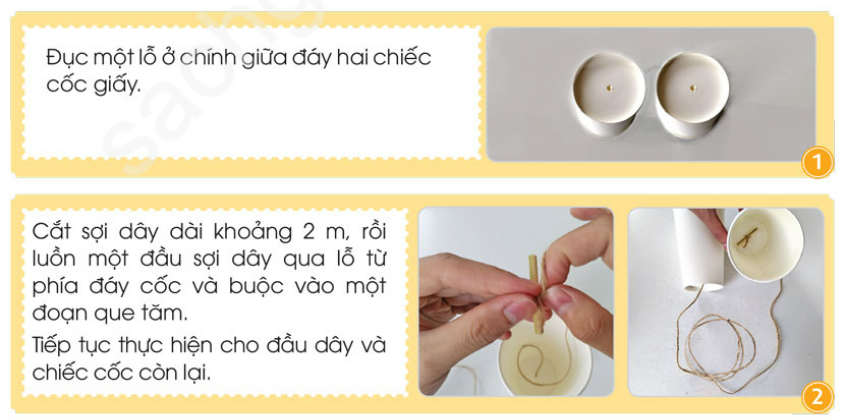 Đục một lỗ ở chính giữa đáy hai chiếc
cốc giấy.
1
Cắt sợi dây dài khoảng 2 m, rồi
luồn một đầu sợi dây qua lỗ từ
phía đáy cốc và buộc vào một
đoạn que tăm.
Tiếp tục thực hiện cho đầu dây và
chiếc cốc còn lại.
2